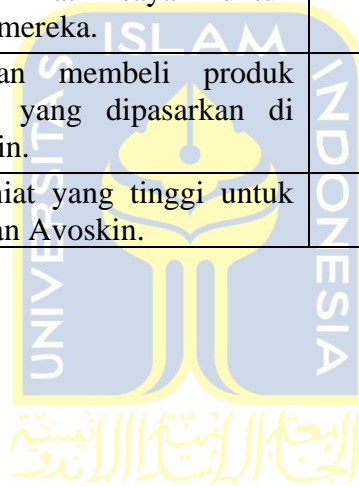 mereka.
an membeli produk
yang dipasarkan di
in.
niat yang tinggi untuk
an Avoskin.
UNIVERSITAS ISLAM INDONESIA